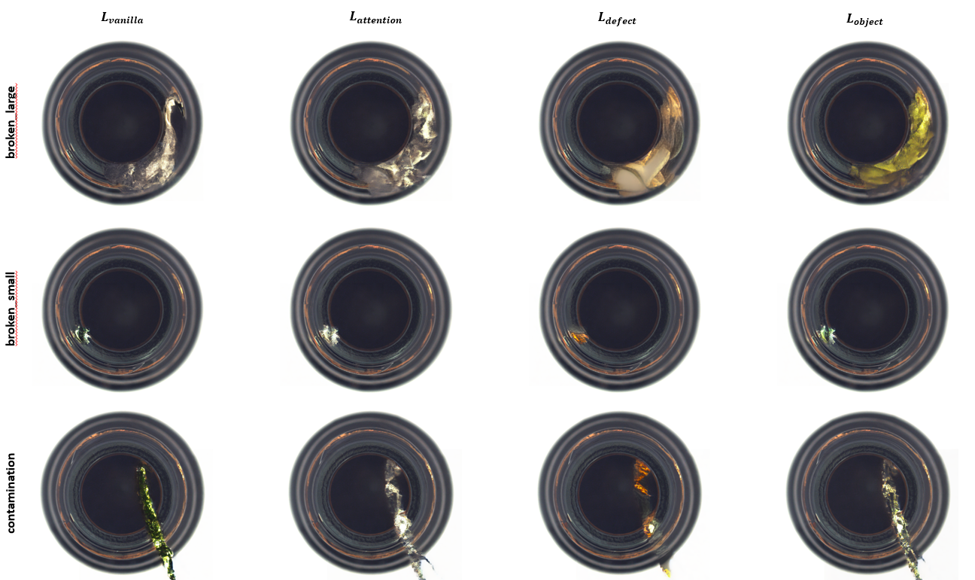 L_vanilla L_attention L_defect L_object
broken_large
broken_small
contamination